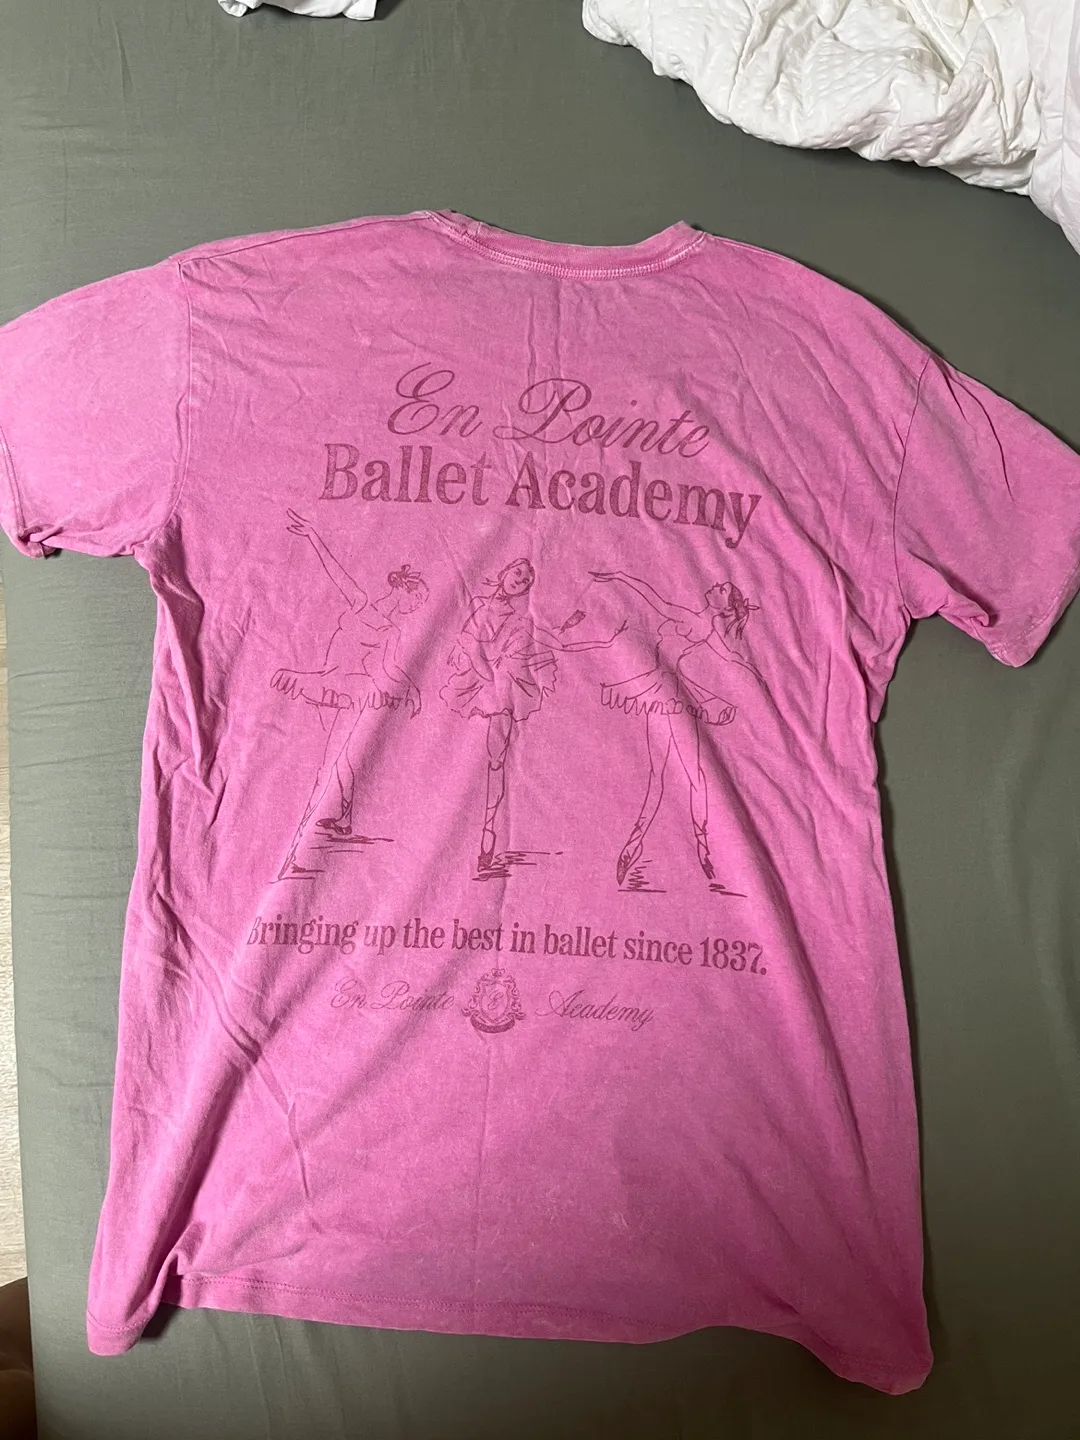 En Pointe
Ballet Academy
Bringing up the best in ballet since 1837.
En Pointe Academy